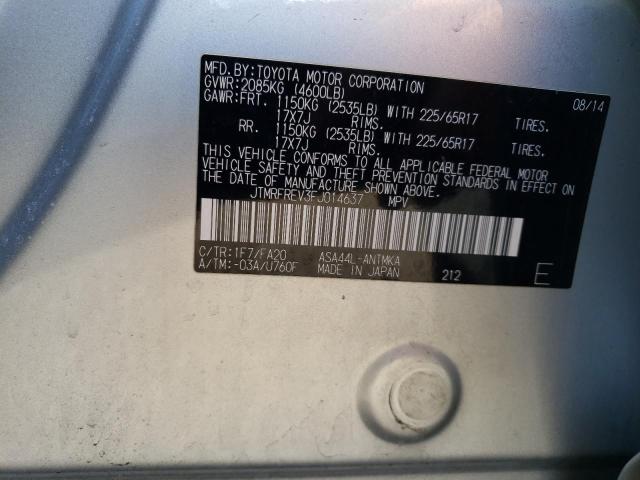 MFD.BY:TOYOTA MOTOR CORPORATION 08/14
GVWR:2085KG (4600LB)
GAWR:FRT. 1150KG (2535LB) WITH 225/65R17 TIRES.
17X7J RIMS.
RR. 1150KG (2535LB) WITH 225/65R17 TIRES.
17X7J RIMS.
THIS VEHICLE CONFORMS TO ALL APPLICABLE FEDERAL MOTOR
VEHICLE SAFETY AND THEFT PREVENTION STANDARDS IN EFFECT ON
THE DATE OF MANUFACTURE SHOWN ABOVE.
JTMRFREV3FJ014637 MPV
C/TR:1F7/FA20 ASA44L-ANTMKA
A/TM:-03A/U760F MADE IN JAPAN 212 E